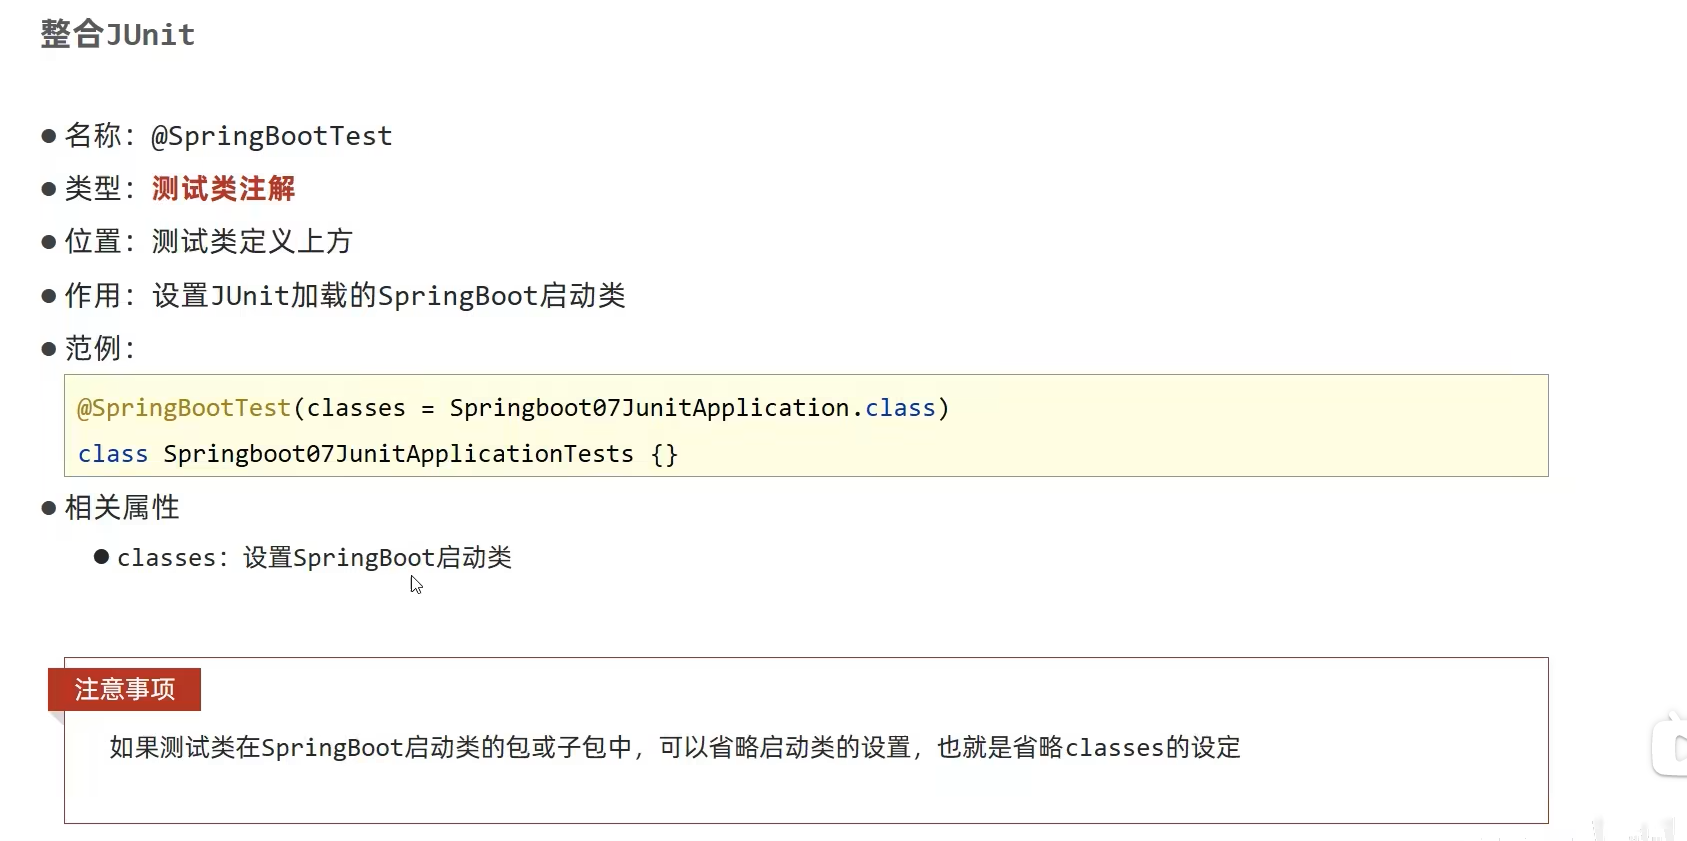 整合JUnit
名称：@SpringBootTest
类型：测试类注解
位置：测试类定义上方
作用：设置JUnit加载的SpringBoot启动类
范例：
@SpringBootTest(classes = Springboot07JunitApplication.class)
class Springboot07JunitApplicationTests {}
相关属性
classes：设置SpringBoot启动类
注意事项
如果测试类在SpringBoot启动类的包或子包中，可以省略启动类的设置，也就是省略classes的设定